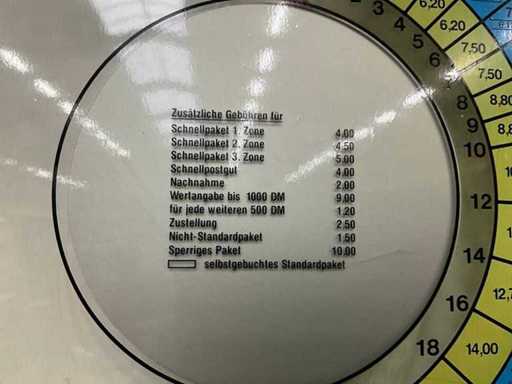 Zusätzliche Gebühren für
Schnellpaket 1. Zone 4.00
Schnellpaket 2. Zone 4.50
Schnellpaket 3. Zone 5.00
Schnellpostgut 4.00
Nachnahme 2.00
Wertangabe bis 1000 DM 9.00
für jede weiteren 500 DM 1.20
Zustellung 2.50
Nicht-Standardpaket 1.50
Sperriges Paket 10.00
selbstgebuchtes Standardpaket
2
3
4
5
6
7
8
9
10
12
14
16
18
6,20
6,20
7,50
7,50
8,80
14,00